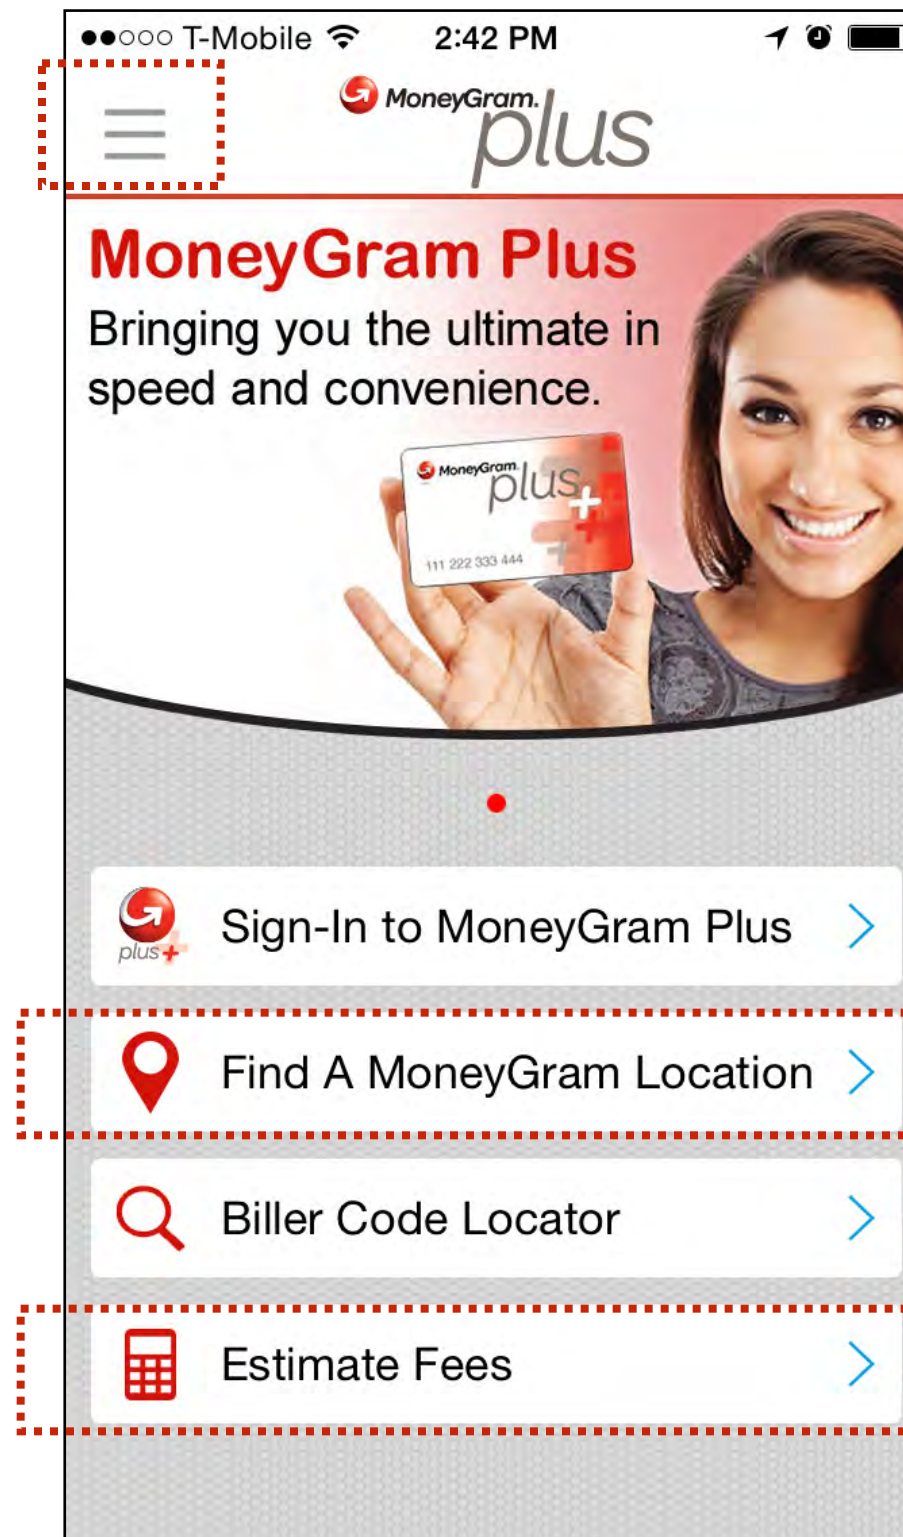 T-Mobile 2:42 PM
MoneyGram.
plus
MoneyGram Plus
Bringing you the ultimate in
speed and convenience.
MoneyGram.
plus
111 222 333 444
plus+
Sign-In to MoneyGram Plus
Find A MoneyGram Location
Biller Code Locator
Estimate Fees